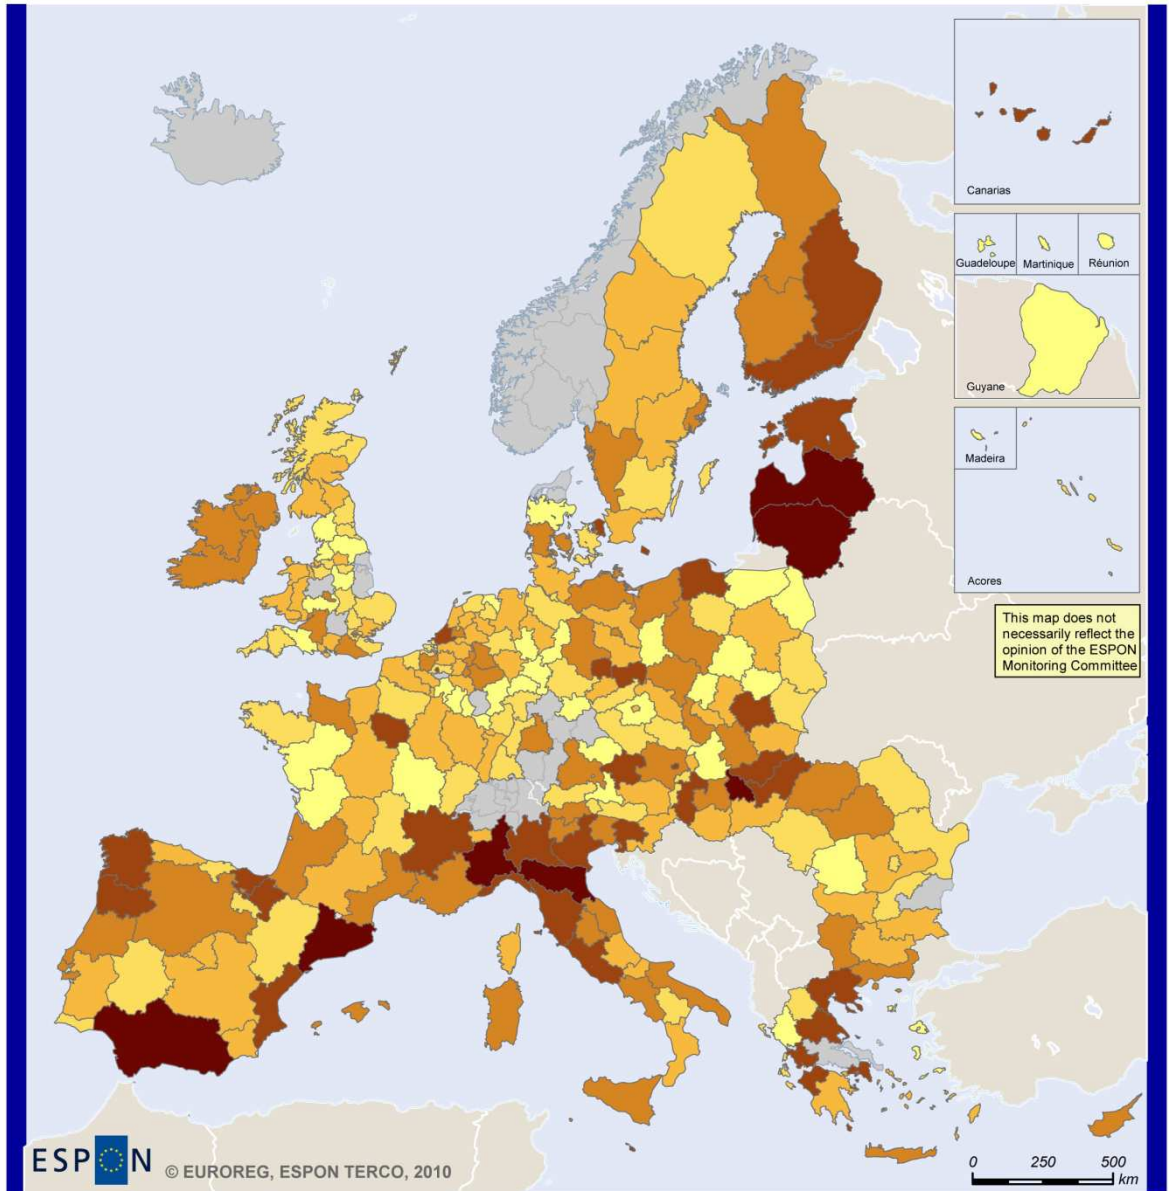 Canarias
Guadeloupe
Martinique
Réunion
Guyane
Madeira
Acores
This map does not
necessarily reflect the
opinion of the ESPON
Monitoring Committee
ESPON
© EUROREG, ESPON TERCO, 2010
0 250 500
km